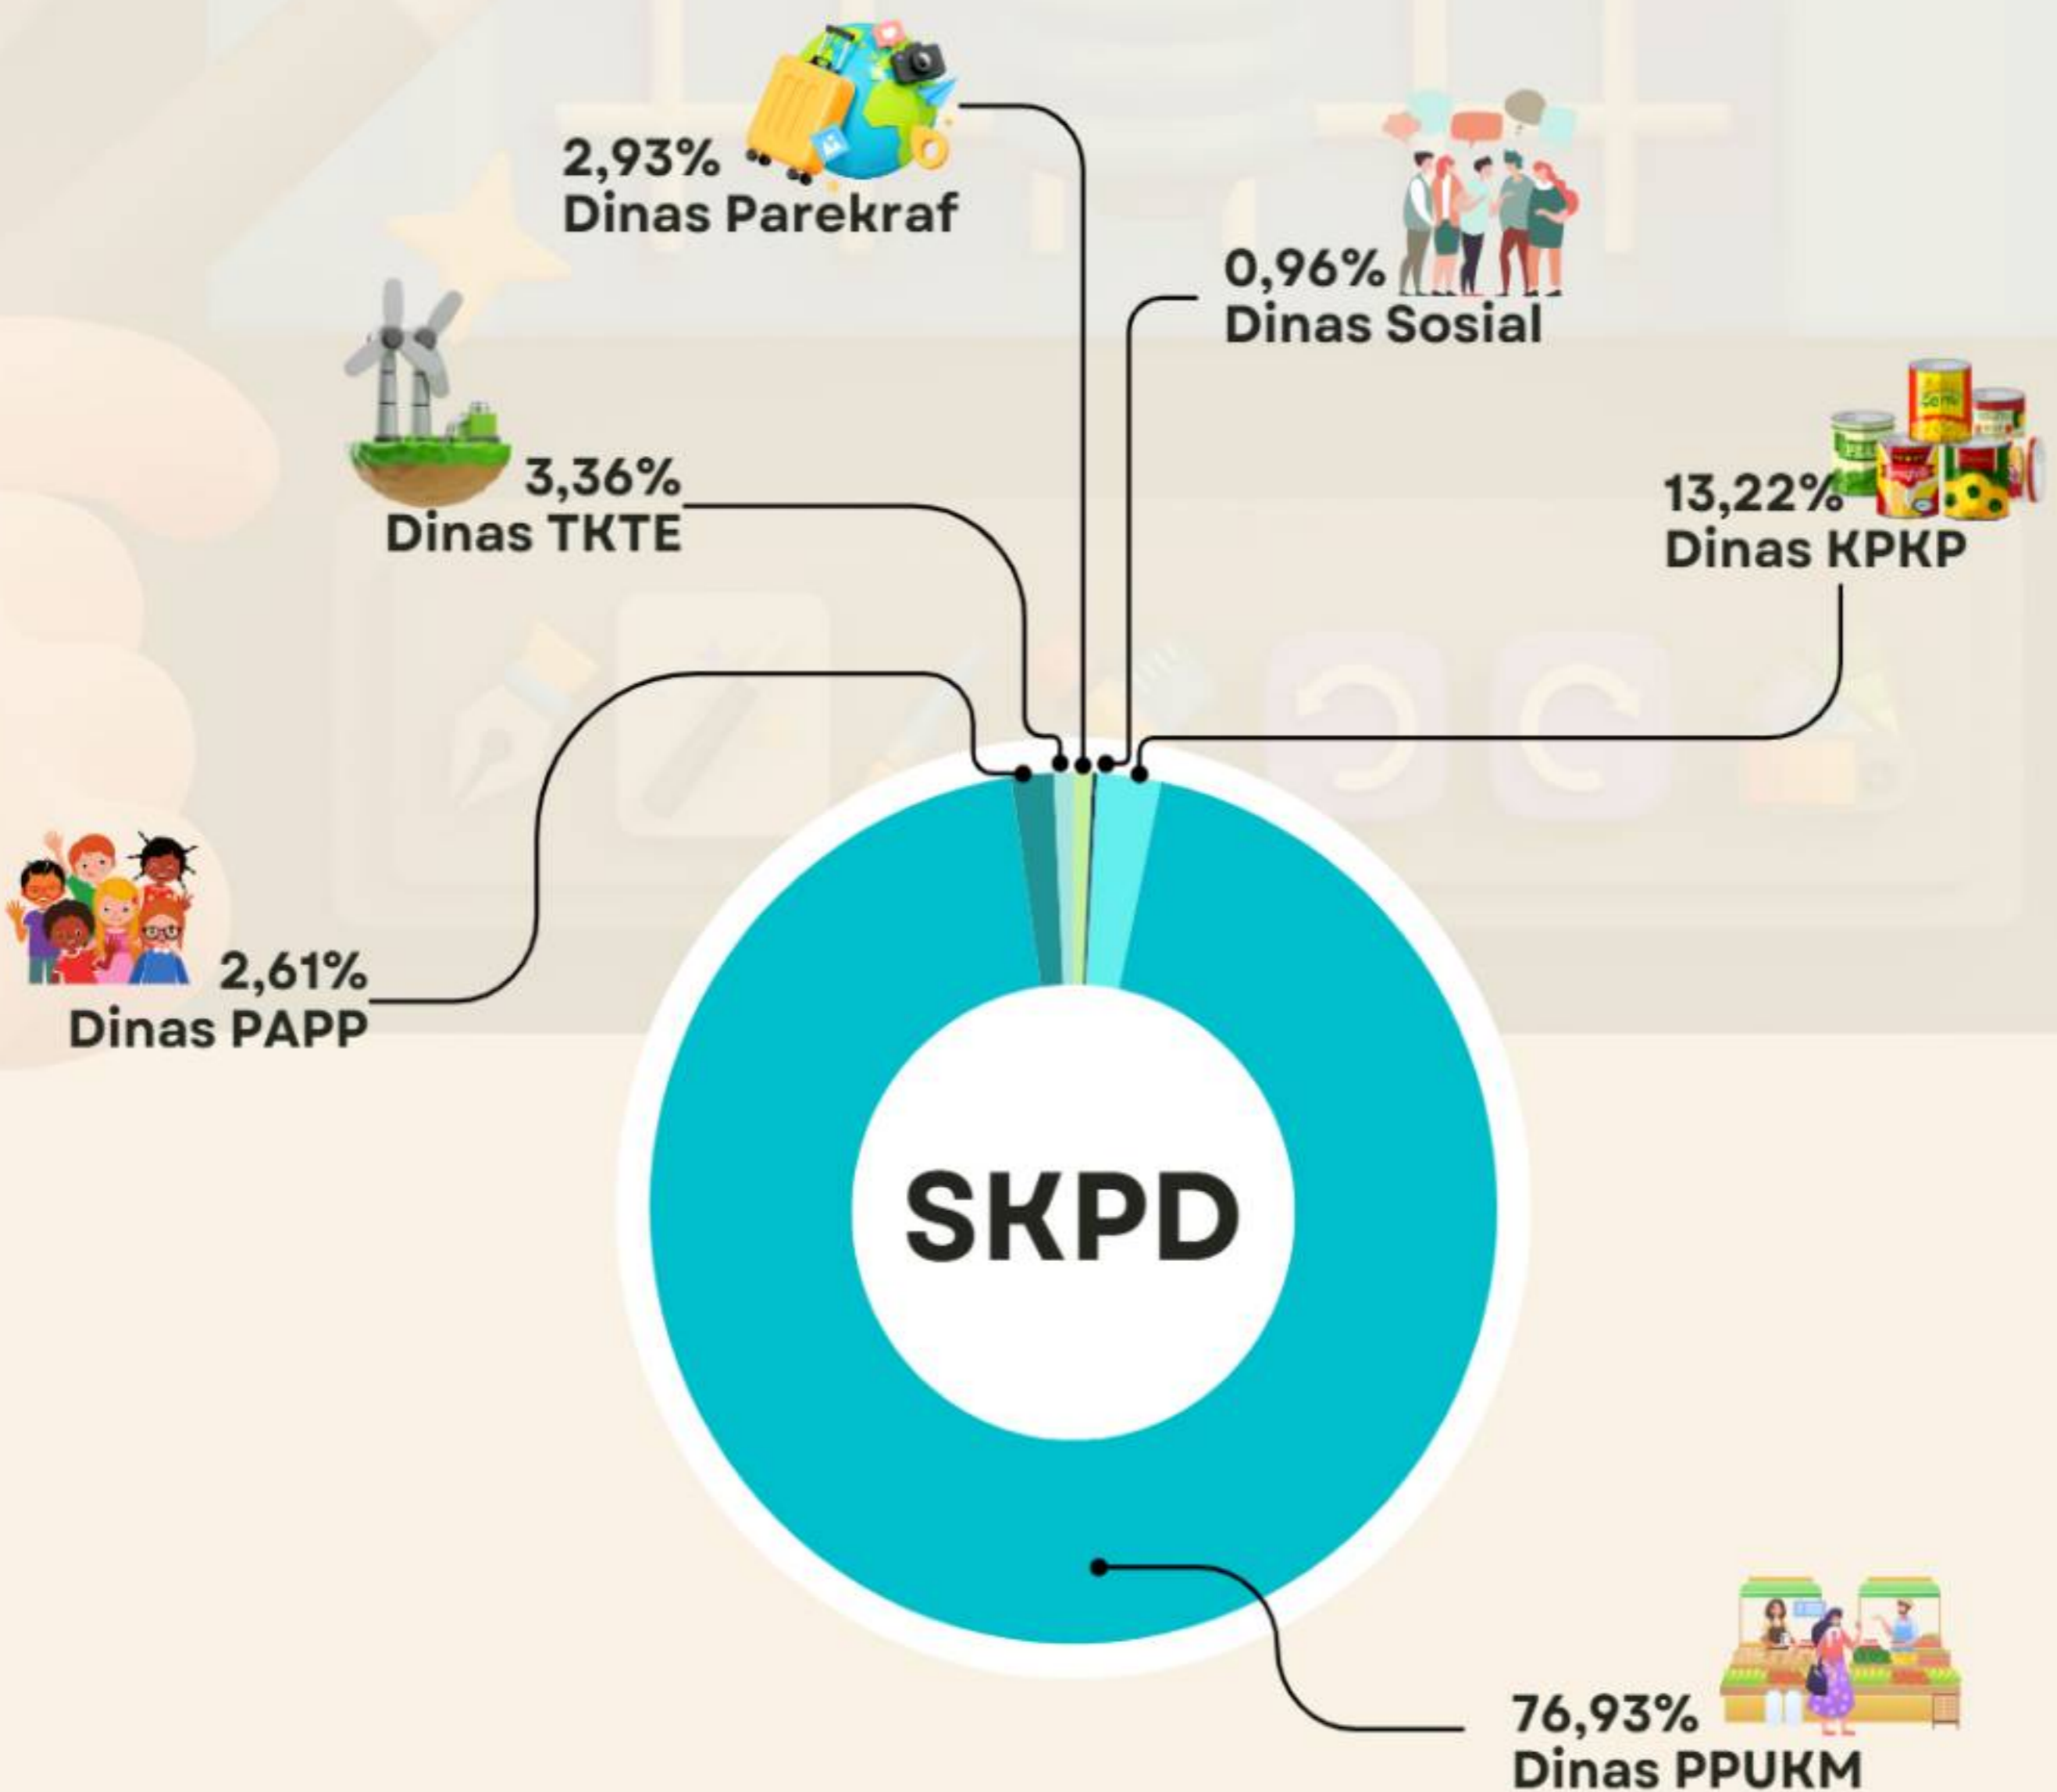 2,93%
Dinas Parekraf
0,96%
Dinas Sosial
3,36%
Dinas TKTE
13,22%
Dinas KPKP
2,61%
Dinas PAPP
SKPD
76,93%
Dinas PPUKM